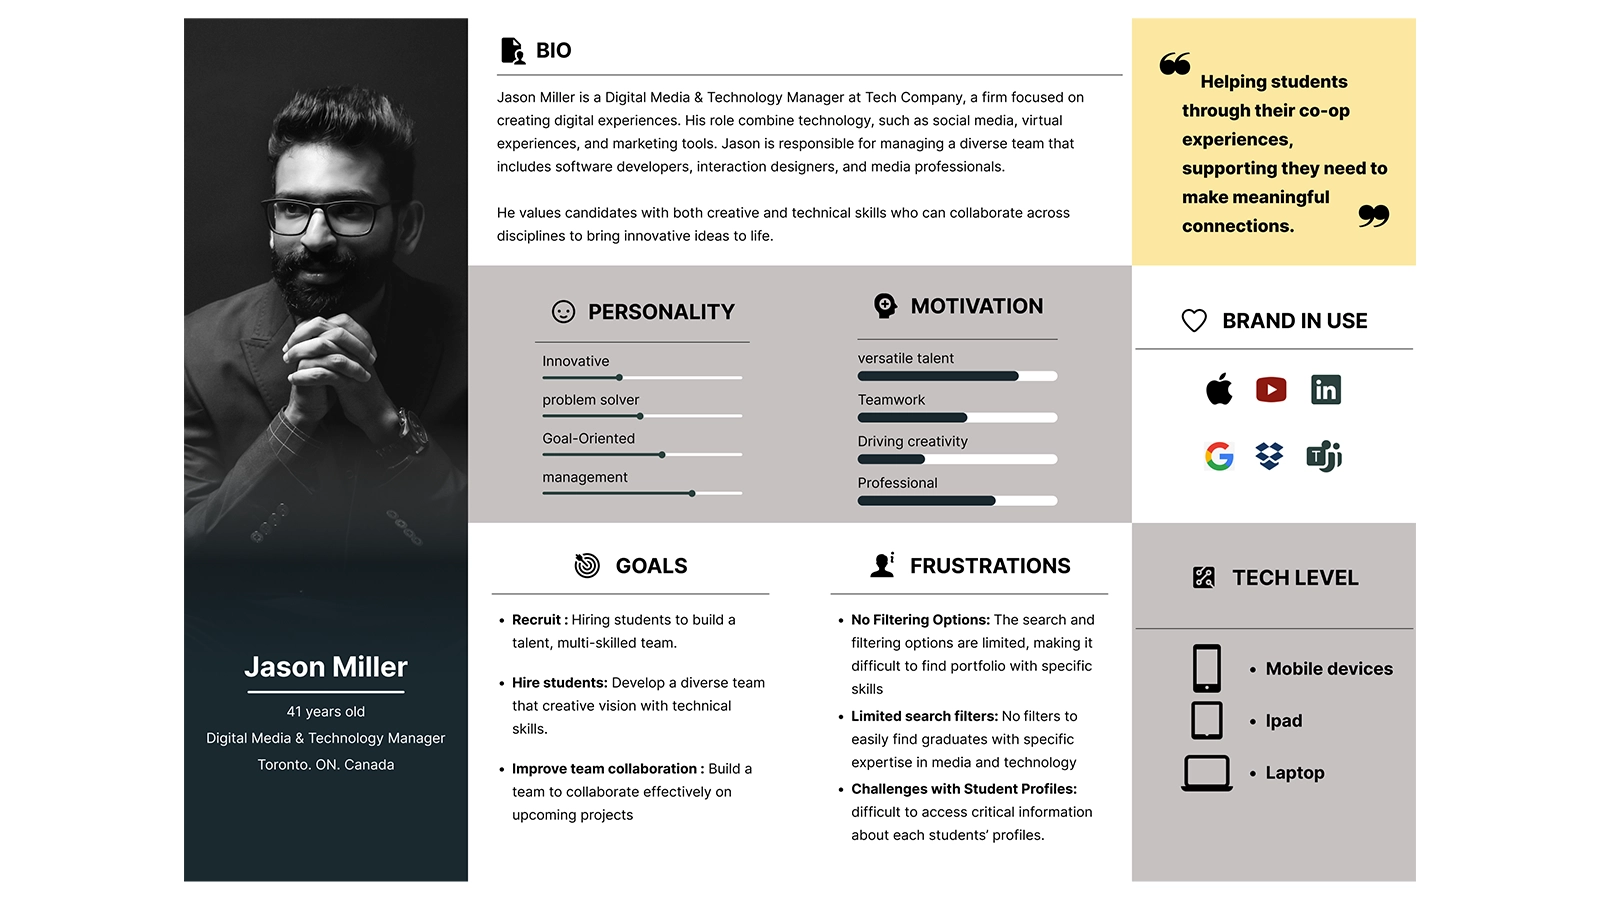 BIO
Jason Miller is a Digital Media & Technology Manager at Tech Company, a firm focused on
creating digital experiences. His role combine technology, such as social media, virtual
experiences, and marketing tools. Jason is responsible for managing a diverse team that
includes software developers, interaction designers, and media professionals.
He values candidates with both creative and technical skills who can collaborate across
disciplines to bring innovative ideas to life.
❝ Helping students
through their co-op
experiences,
supporting they need to
make meaningful
connections. ❞
PERSONALITY
Innovative
problem solver
Goal-Oriented
management
MOTIVATION
versatile talent
Teamwork
Driving creativity
Professional
BRAND IN USE
in
G
T
Jason Miller
41 years old
Digital Media & Technology Manager
Toronto. ON. Canada
GOALS
• Recruit : Hiring students to build a
talent, multi-skilled team.
• Hire students: Develop a diverse team
that creative vision with technical
skills.
• Improve team collaboration : Build a
team to collaborate effectively on
upcoming projects
FRUSTRATIONS
• No Filtering Options: The search and
filtering options are limited, making it
difficult to find portfolio with specific
skills
• Limited search filters: No filters to
easily find graduates with specific
expertise in media and technology
• Challenges with Student Profiles:
difficult to access critical information
about each students’ profiles.
TECH LEVEL
• Mobile devices
• Ipad
• Laptop